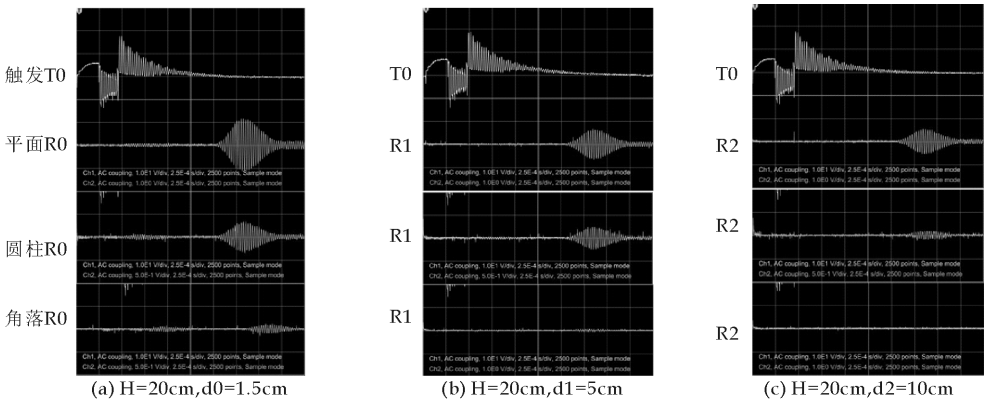 触发T0
平面R0
Ch1, AC coupling, 1.0E1 V/div, 2.5E-4 s/div, 2500 points, Sample mode
Ch2, AC coupling, 1.0E0 V/div, 2.5E-4 s/div, 2500 points, Sample mode
圆柱R0
Ch1, AC coupling, 1.0E1 V/div, 2.5E-4 s/div, 2500 points, Sample mode
Ch2, AC coupling, 5.0E-1 V/div, 2.5E-4 s/div, 2500 points, Sample mode
角落R0
Ch1, AC coupling, 1.0E1 V/div, 2.5E-4 s/div, 2500 points, Sample mode
Ch2, AC coupling, 5.0E-1 V/div, 2.5E-4 s/div, 2500 points, Sample mode
(a) H=20cm,d0=1.5cm
T0
R1
Ch1, AC coupling, 1.0E1 V/div, 2.5E-4 s/div, 2500 points, Sample mode
Ch2, AC coupling, 1.0E0 V/div, 2.5E-4 s/div, 2500 points, Sample mode
R1
Ch1, AC coupling, 1.0E1 V/div, 2.5E-4 s/div, 2500 points, Sample mode
Ch2, AC coupling, 5.0E-1 V/div, 2.5E-4 s/div, 2500 points, Sample mode
R1
Ch1, AC coupling, 1.0E1 V/div, 2.5E-4 s/div, 2500 points, Sample mode
Ch2, AC coupling, 1.0E0 V/div, 2.5E-4 s/div, 2500 points, Sample mode
(b) H=20cm,d1=5cm
T0
R2
Ch1, AC coupling, 1.0E1 V/div, 2.5E-4 s/div, 2500 points, Sample mode
Ch2, AC coupling, 1.0E0 V/div, 2.5E-4 s/div, 2500 points, Sample mode
R2
Ch1, AC coupling, 1.0E1 V/div, 2.5E-4 s/div, 2500 points, Sample mode
Ch2, AC coupling, 5.0E-1 V/div, 2.5E-4 s/div, 2500 points, Sample mode
R2
Ch1, AC coupling, 1.0E1 V/div, 2.5E-4 s/div, 2500 points, Sample mode
Ch2, AC coupling, 1.0E0 V/div, 2.5E-4 s/div, 2500 points, Sample mode
(c) H=20cm,d2=10cm